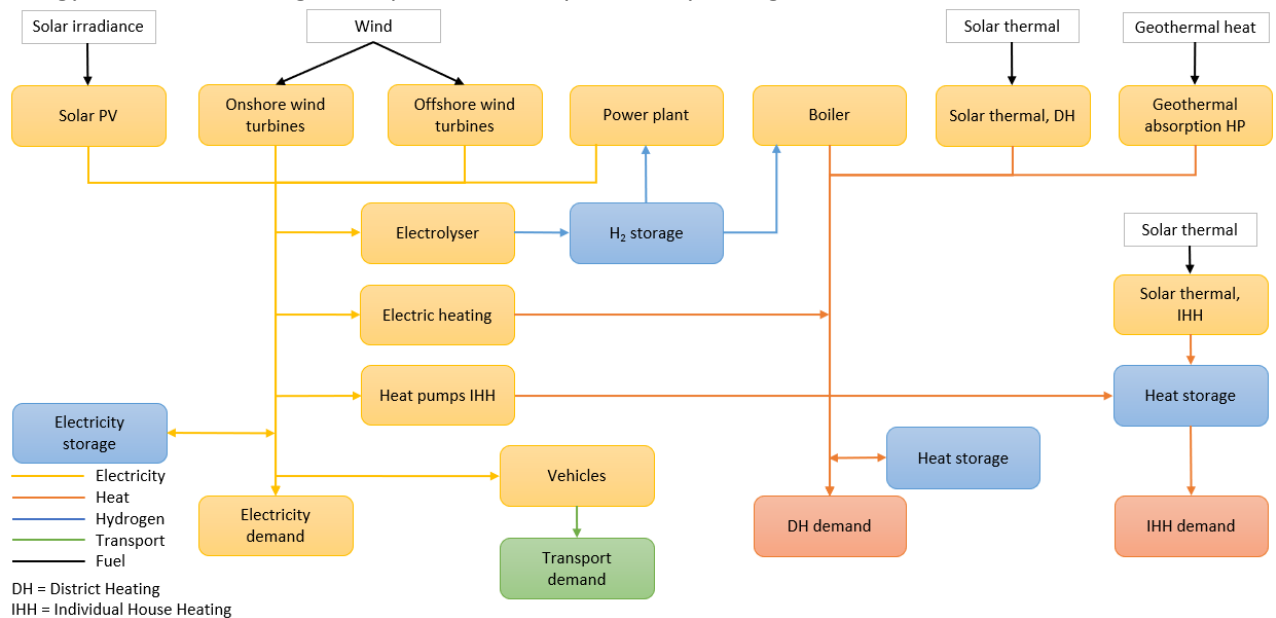 Solar irradiance
Wind
Solar thermal
Geothermal heat
Solar PV
Onshore wind
turbines
Offshore wind
turbines
Power plant
Boiler
Solar thermal, DH
Geothermal
absorption HP
Electrolyser
H₂ storage
Solar thermal
Electric heating
Solar thermal,
IHH
Heat pumps IHH
Heat storage
Electricity
storage
Heat storage
Vehicles
Electricity
Heat
Hydrogen
Transport
Fuel
Electricity
demand
DH demand
IHH demand
Transport
demand
DH = District Heating
IHH = Individual House Heating